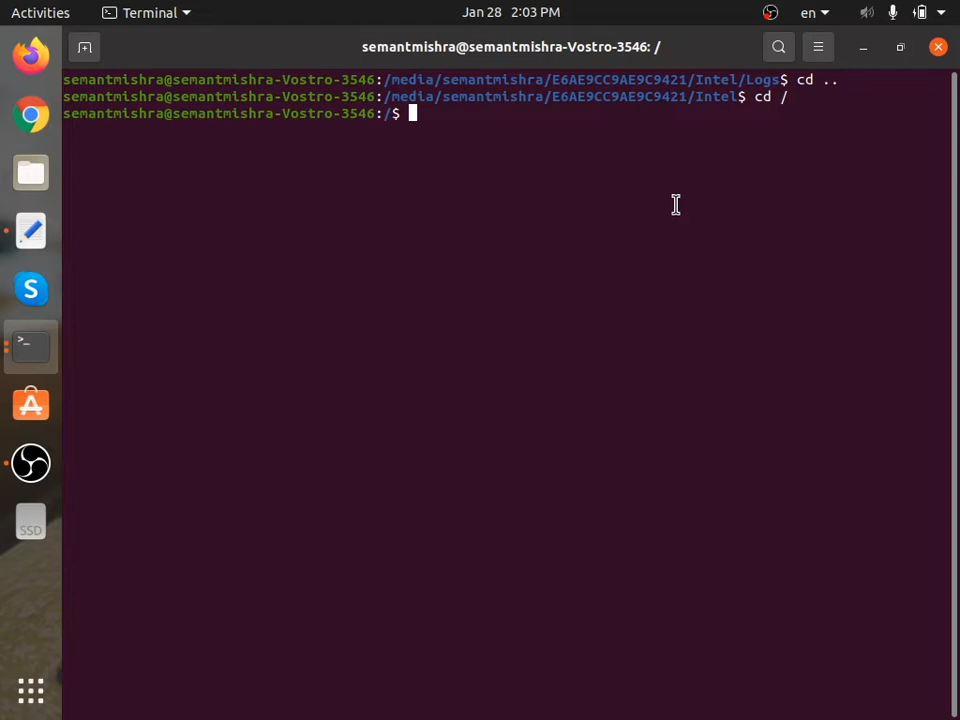 Activities Terminal Jan 28 2:03 PM en
semantmishra@semantmishra-Vostro-3546: /
semantmishra@semantmishra-Vostro-3546:/media/semantmishra/E6AE9CC9AE9C9421/Intel/Logs$ cd ..
semantmishra@semantmishra-Vostro-3546:/media/semantmishra/E6AE9CC9AE9C9421/Intel$ cd /
semantmishra@semantmishra-Vostro-3546:/$
S
>_
SSD